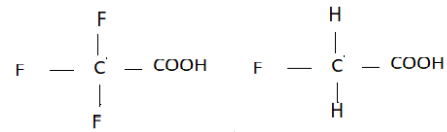 F H
F — C — COOH F — C — COOH
F H